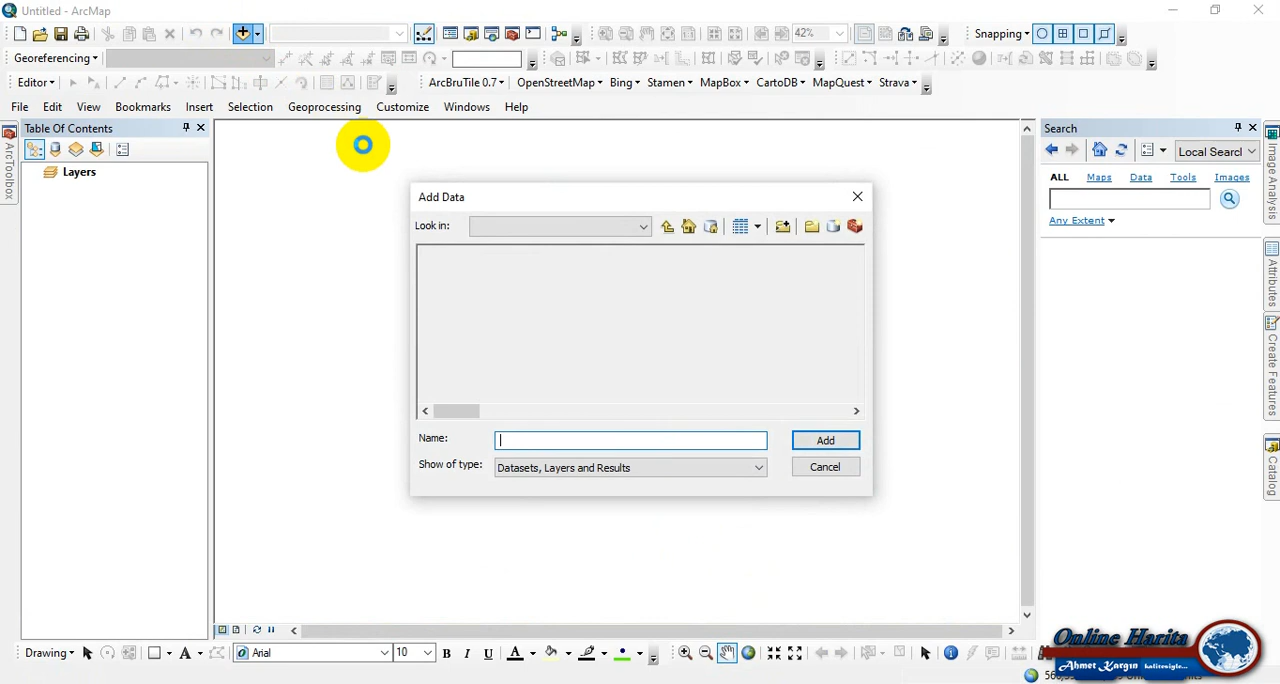 Untitled - ArcMap
42%
Snapping
Georeferencing
Editor
ArcBruTile 0.7
OpenStreetMap
Bing
Stamen
MapBox
CartoDB
MapQuest
Strava
File Edit View Bookmarks Insert Selection Geoprocessing Customize Windows Help
Table Of Contents
Layers
ArcToolbox
Add Data
Look in:
Name:
Add
Show of type:
Datasets, Layers and Results
Cancel
Search
Local Searcl
ALL Maps Data Tools Images
Any Extent
Image Analysis
Attributes
Create Features
Catalog
Drawing
A
Arial
10
B I U A
Online Harita
Ahmet Kargın